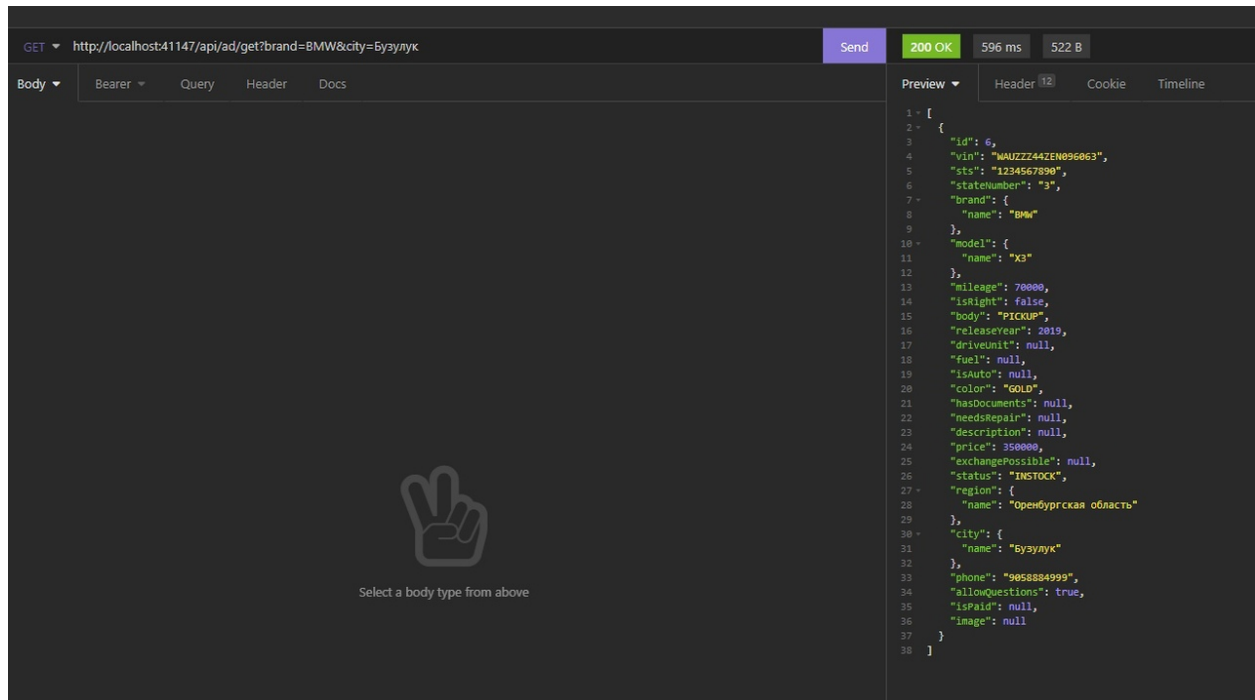 GET http://localhost:41147/api/ad/get?brand=BMW&city=Бузулук Send 200 OK 596 ms 522 B
Body Bearer Query Header Docs Preview Header 12 Cookie Timeline
1 [
2 {
3 "id": 6,
4 "vin": "WAUZZZ44ZEN096063",
5 "sts": "1234567890",
6 "stateNumber": "3",
7 "brand": {
8 "name": "BMW"
9 },
10 "model": {
11 "name": "X3"
12 },
13 "mileage": 70000,
14 "isRight": false,
15 "body": "PICKUP",
16 "releaseYear": 2019,
17 "driveUnit": null,
18 "fuel": null,
19 "isAuto": null,
20 "color": "GOLD",
21 "hasDocuments": null,
22 "needsRepair": null,
23 "description": null,
24 "price": 350000,
25 "exchangePossible": null,
26 "status": "INSTOCK",
27 "region": {
28 "name": "Оренбургская область"
29 },
30 "city": {
31 "name": "Бузулук"
32 },
33 "phone": "9058884999",
34 "allowQuestions": true,
35 "isPaid": null,
36 "image": null
37 }
38 ]
Select a body type from above